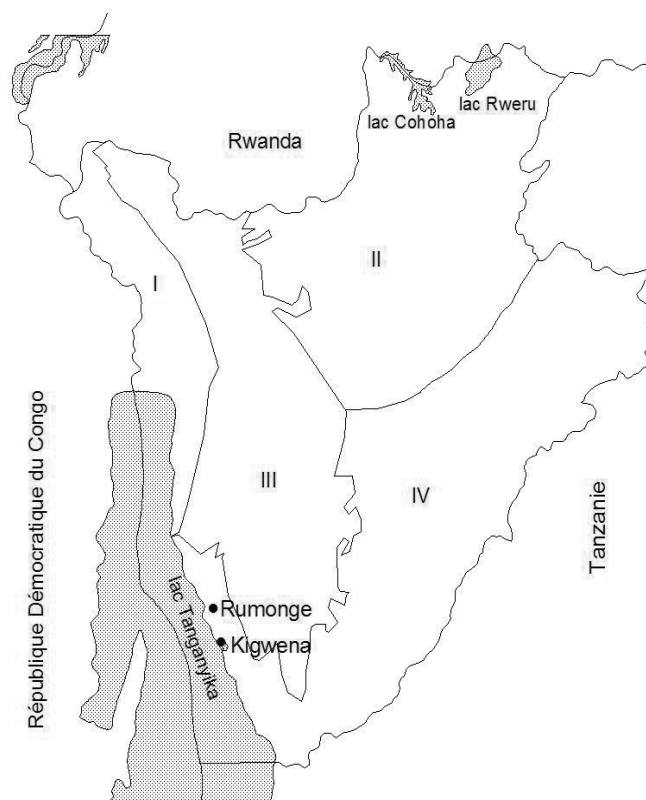 lac Rweru
lac Cohoha
Rwanda
II
I
République Démocratique du Congo
III
IV
Tanzanie
lac Tanganyika
Rumonge
Kigwena